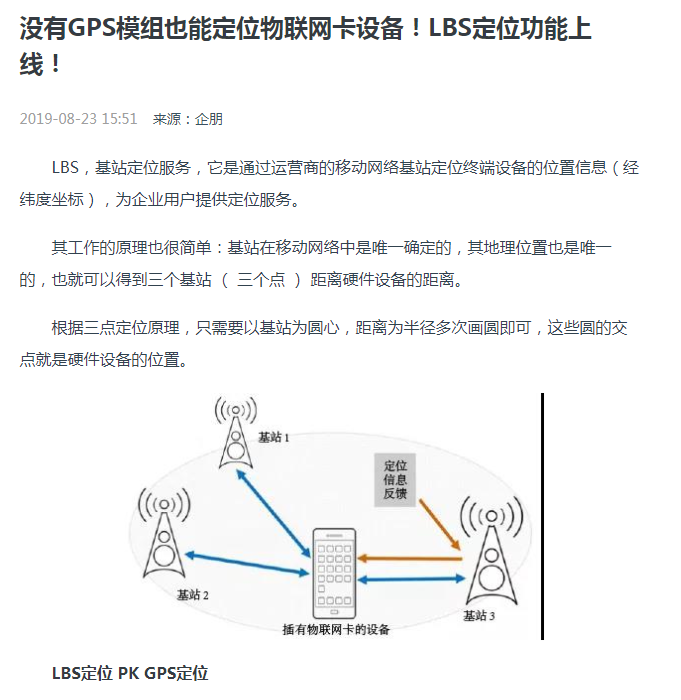 没有GPS模组也能定位物联网卡设备！LBS定位功能上
线！
2019-08-23 15:51 来源：企朋
LBS，基站定位服务，它是通过运营商的移动网络基站定位终端设备的位置信息（经
纬度坐标），为企业用户提供定位服务。
其工作的原理也很简单：基站在移动网络中是唯一确定的，其地理位置也是唯一
的，也就可以得到三个基站 （ 三个点 ） 距离硬件设备的距离。
根据三点定位原理，只需要以基站为圆心，距离为半径多次画圆即可，这些圆的交
点就是硬件设备的位置。
基站1
定位
信息
反馈
基站2
基站3
插有物联网卡的设备
LBS定位 PK GPS定位